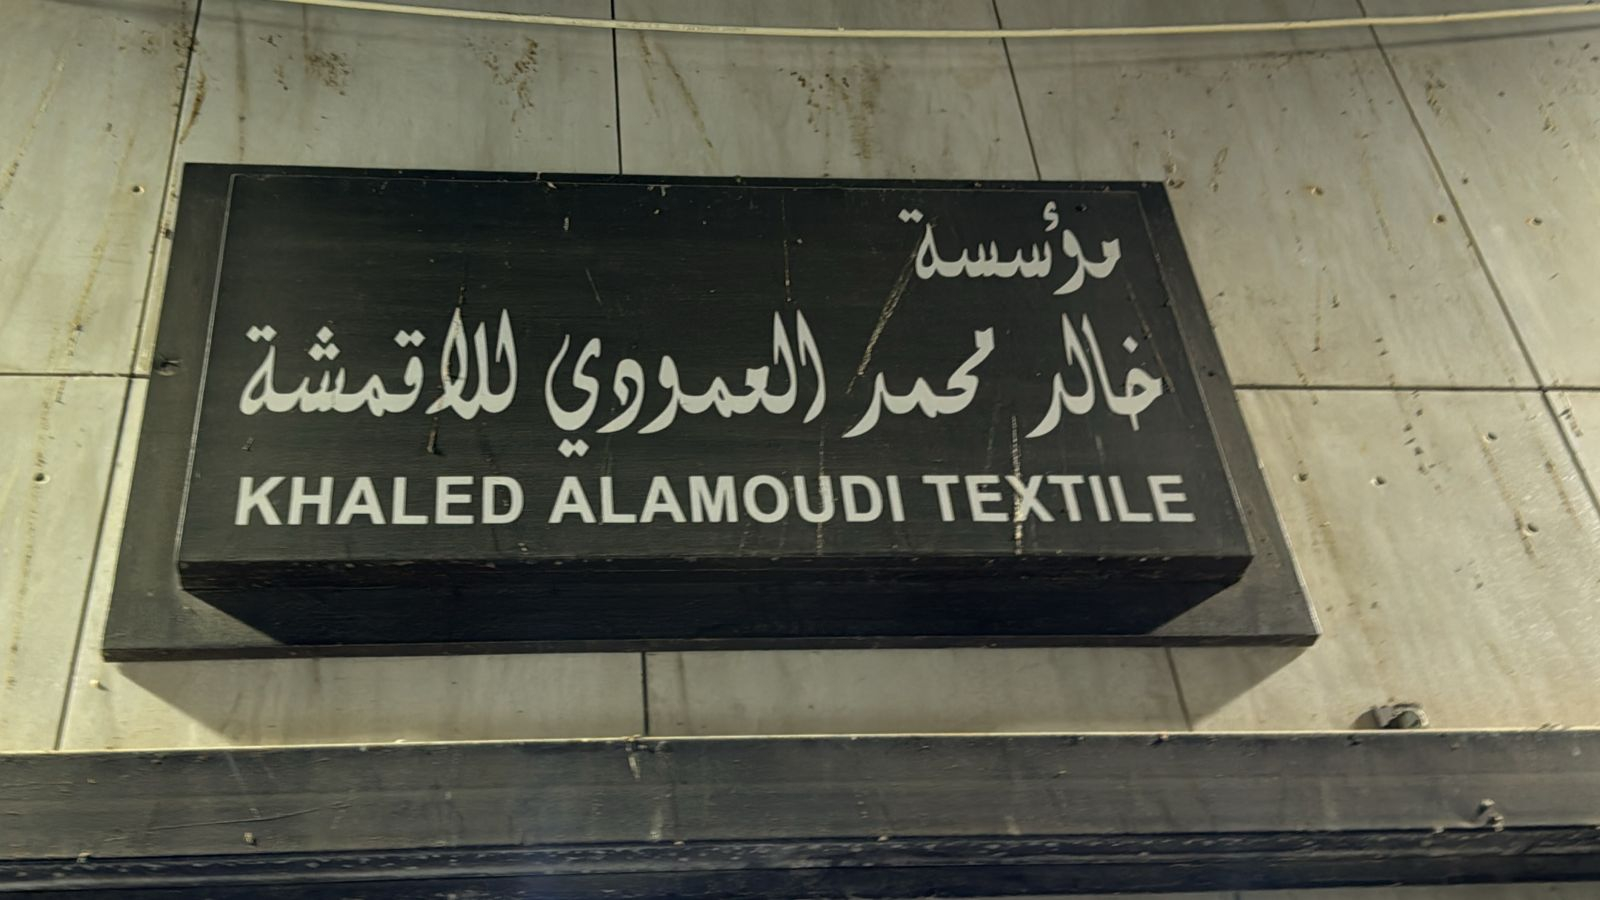 مؤسسة
خالد محمد العمودي للاقمشة
KHALED ALAMOUDI TEXTILE